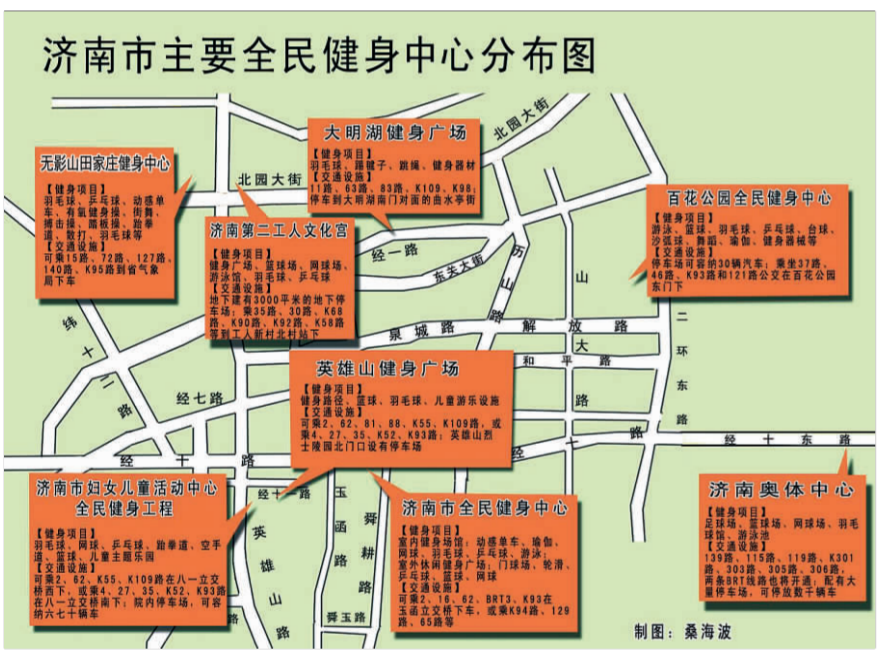 济南市主要全民健身中心分布图
大明湖健身广场
【健身项目】
羽毛球、踢毽子、跳绳、健身器材
【交通设施】
11路、63路、83路、K109、K98；
停车到大明湖南门对面的曲水亭街
北园大街
无影山田家庄健身中心
【健身项目】
羽毛球、乒乓球、动感单
车、有氧健身操、街舞、
搏击操、踏板操、跆拳
道、散打、羽毛球等
【交通设施】
可乘15路、72路、127路、
140路、K95路到省气象
局下车
北园大街
济南第二工人文化宫
【健身项目】
健身广场、篮球场、网球场、
游泳馆、羽毛球、乒乓球
【交通设施】
地下建有3000平米的地下停
车场；乘35路、30路、K68
路、K90路、K92路、K58路
等到工人新村北村站下
百花公园全民健身中心
【健身项目】
游泳、篮球、羽毛球、乒乓球、台球、
沙弧球、舞蹈、瑜伽、健身器械等
【交通设施】
停车场可容纳30辆汽车；乘坐37路、
46路、K93路和121路公交在百花公园
东门下
经一路
东关大街
历山路
山大路
泉城路
解放路
和平路
二环东路
纬十二路
经七路
英雄山健身广场
【健身项目】
健身路径、篮球、羽毛球、儿童游乐设施
【交通设施】
可乘2、62、81、88、K55、K109路，或
乘4、27、35、K52、K93路；英雄山烈
士陵园北门口设有停车场
经十路
经十路
经十东路
济南市妇女儿童活动中心
全民健身工程
【健身项目】
羽毛球、网球、乒乓球、跆拳道、空手
道、篮球、儿童主题乐园
【交通设施】
可乘2、62、K55、K109路在八一立交
桥西下，或乘4、27、35、K52、K93路
在八一立交桥南下；院内停车场，可容
纳六七十辆车
经十一路
英雄山路
玉函路
舜耕路
舜玉路
济南市全民健身中心
【健身项目】
室内健身场馆：动感单车、瑜伽、
网球、羽毛球、乒乓球、游泳；
室外休闲健身广场：门球场、轮滑、
乒乓球、篮球、网球
【交通设施】
可乘2、16、62、BRT3、K93在
玉函立交桥下车，或乘K94路、129
路、65路等
济南奥体中心
【健身项目】
足球场、篮球场、网球场、羽毛
球馆、游泳池
【交通设施】
139路、115路、119路、K301
路、303路、305路、306路，
两条BRT线路也将开通；配有大
量停车场，可停放数千辆车
制图：桑海波